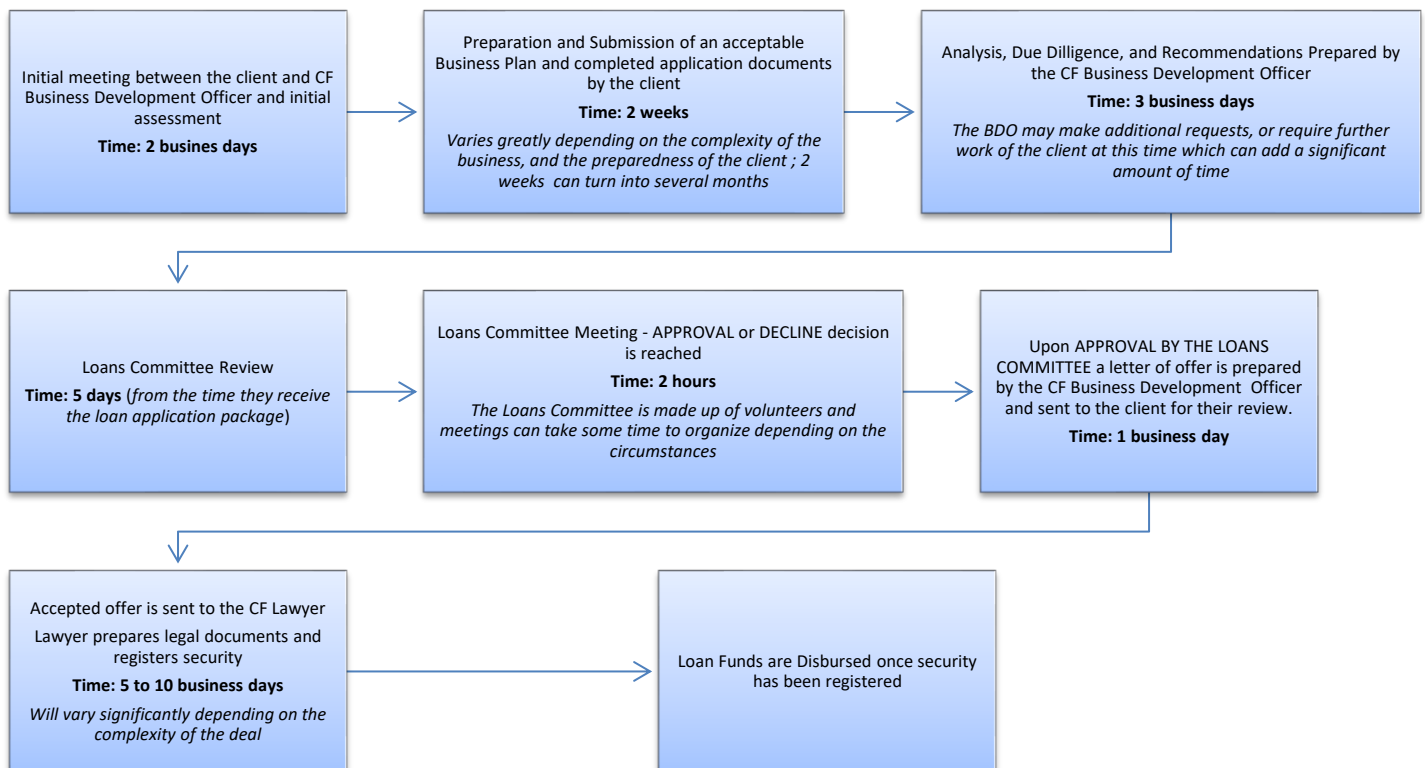 Initial meeting between the client and CF
Business Development Officer and initial
assessment
Time: 2 busines days
Preparation and Submission of an acceptable
Business Plan and completed application documents
by the client
Time: 2 weeks
Varies greatly depending on the complexity of the
business, and the preparedness of the client ; 2
weeks can turn into several months
Analysis, Due Dilligence, and Recommendations Prepared by
the CF Business Development Officer
Time: 3 business days
The BDO may make additional requests, or require further
work of the client at this time which can add a significant
amount of time
Loans Committee Review
Time: 5 days (from the time they receive
the loan application package)
Loans Committee Meeting - APPROVAL or DECLINE decision
is reached
Time: 2 hours
The Loans Committee is made up of volunteers and
meetings can take some time to organize depending on the
circumstances
Upon APPROVAL BY THE LOANS
COMMITTEE a letter of offer is prepared
by the CF Business Development Officer
and sent to the client for their review.
Time: 1 business day
Accepted offer is sent to the CF Lawyer
Lawyer prepares legal documents and
registers security
Time: 5 to 10 business days
Will vary significantly depending on the
complexity of the deal
Loan Funds are Disbursed once security
has been registered